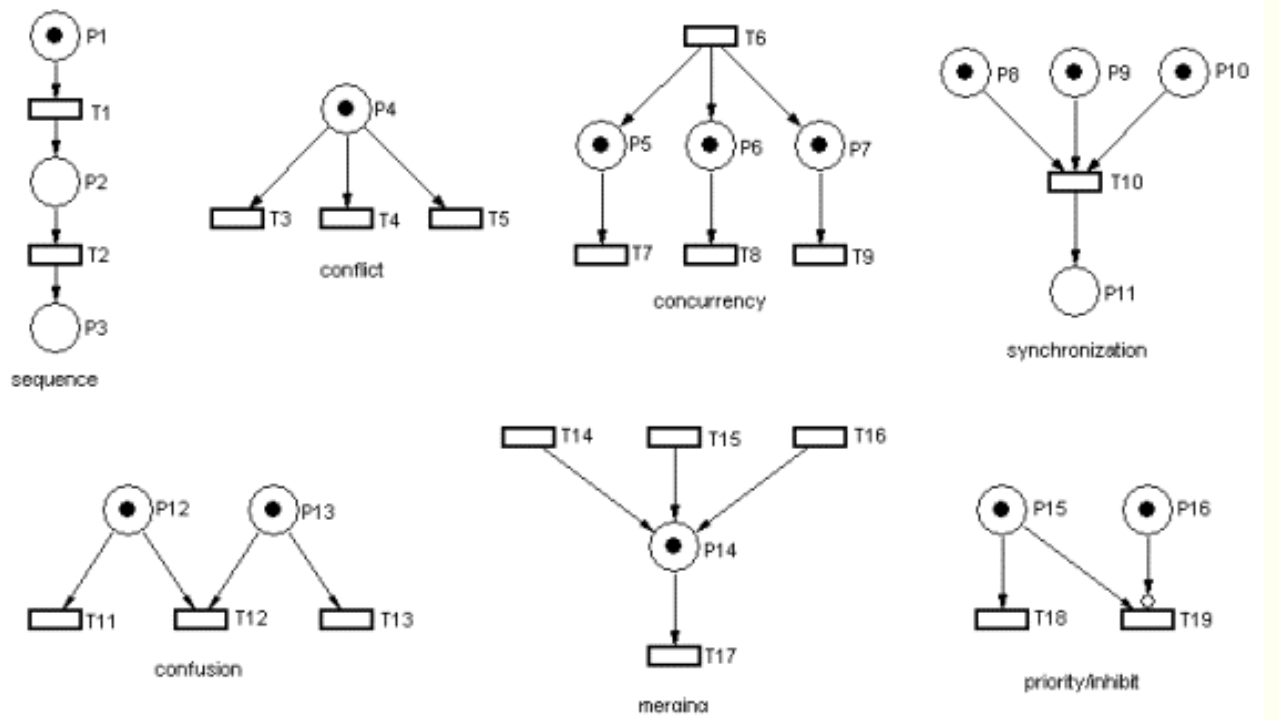 P1
T1
P2
T2
P3
sequence
P4
T3
T4
T5
conflict
T6
P5
P6
P7
T7
T8
T9
concurrency
P8
P9
P10
T10
P11
synchronization
P12
P13
T11
T12
T13
confusion
T14
T15
T16
P14
T17
merging
P15
P16
T18
T19
priority/inhibit